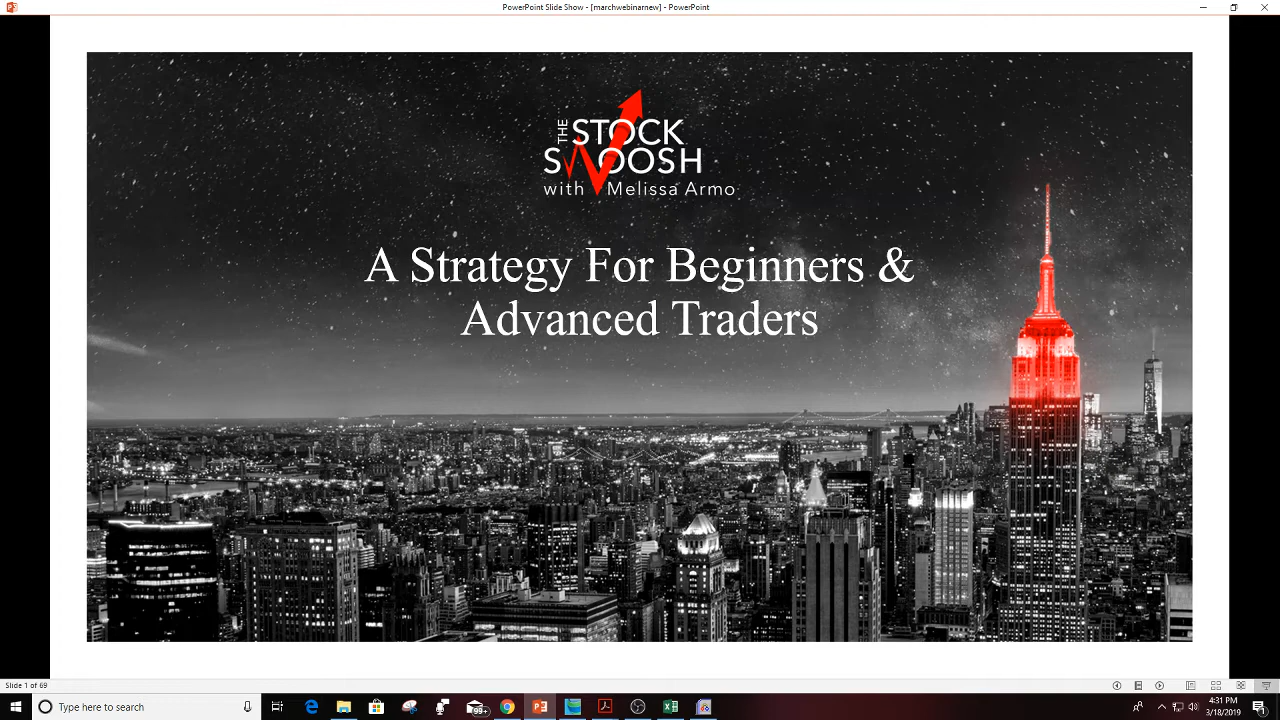 PowerPoint Slide Show - [marchwebinarnew] - PowerPoint
THE STOCK
SWOOSH
with Melissa Armo
A Strategy For Beginners &
Advanced Traders
Slide 1 of 69
Type here to search
4:31 PM
3/18/2019